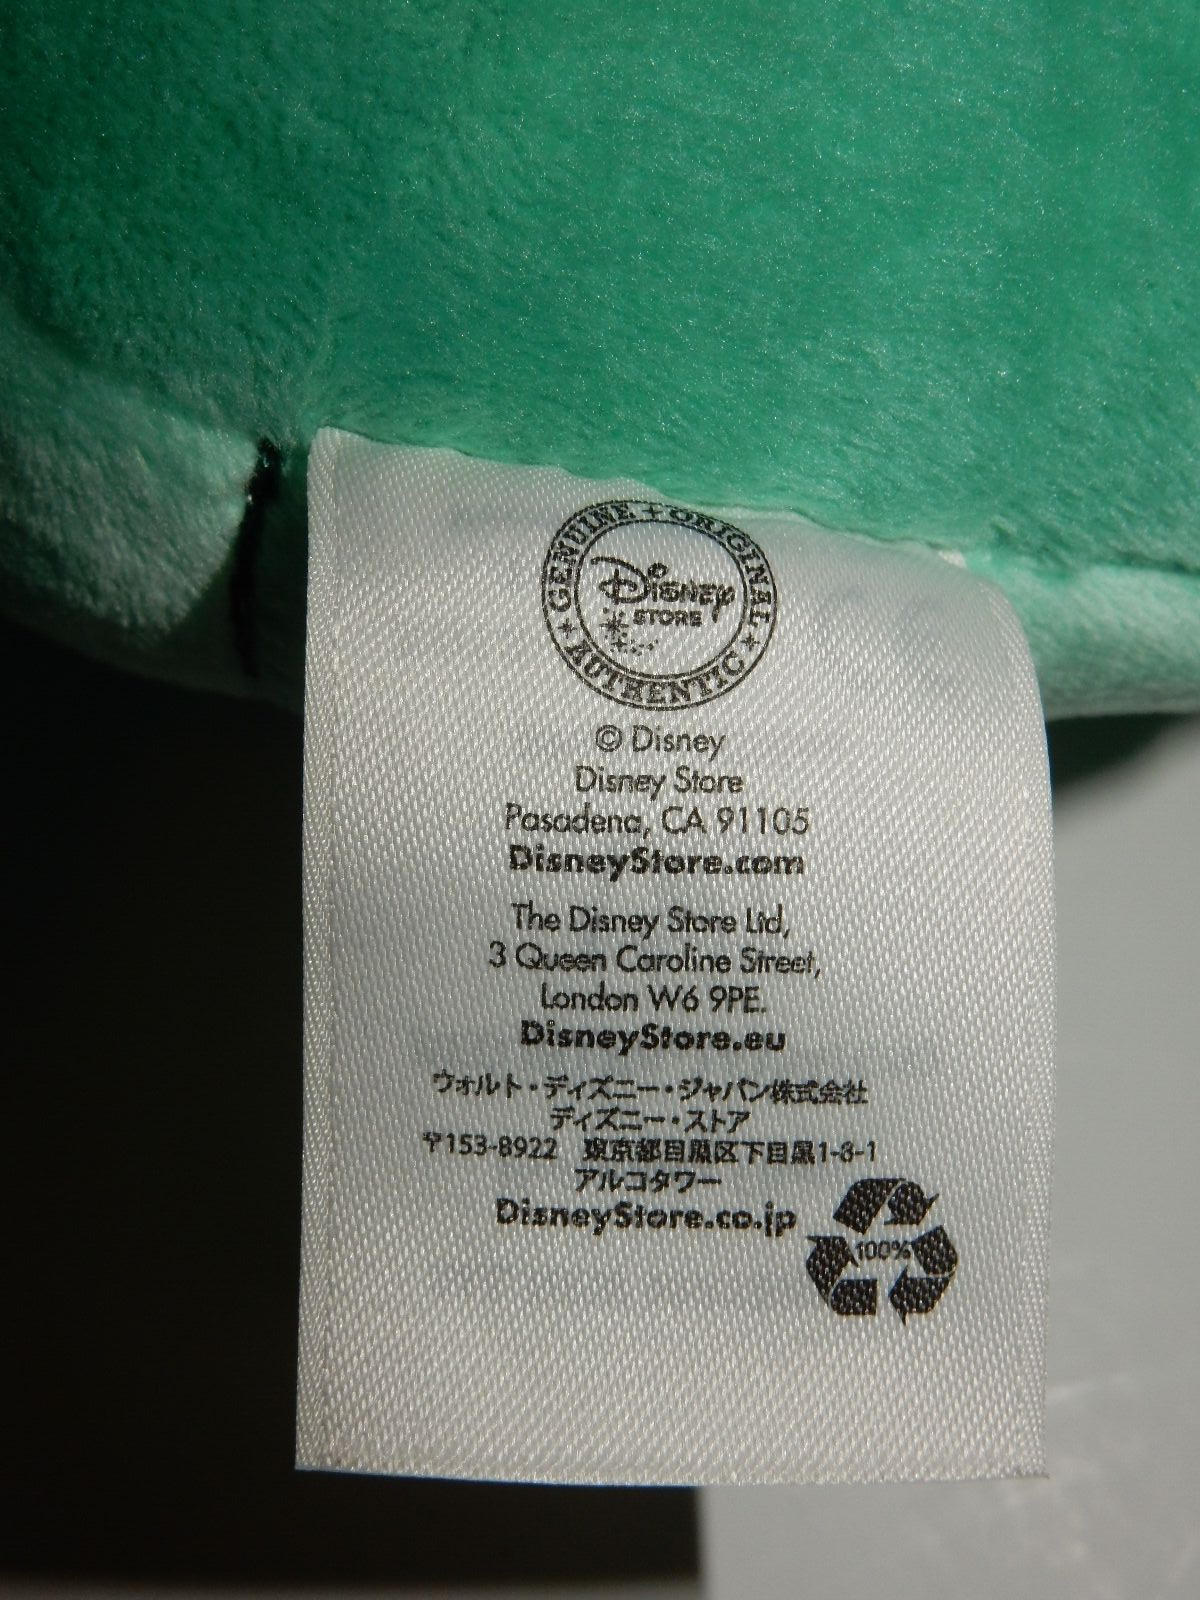 GENUINE + ORIGINAL
Disney
STORE
AUTHENTIC
© Disney
Disney Store
Pasadena, CA 91105
DisneyStore.com
The Disney Store Ltd,
3 Queen Caroline Street,
London W6 9PE.
DisneyStore.eu
ウォルト・ディズニー・ジャパン株式会社
ディズニー・ストア
〒153-8922 東京都目黒区下目黒1-8-1
アルコタワー
DisneyStore.co.jp
100%